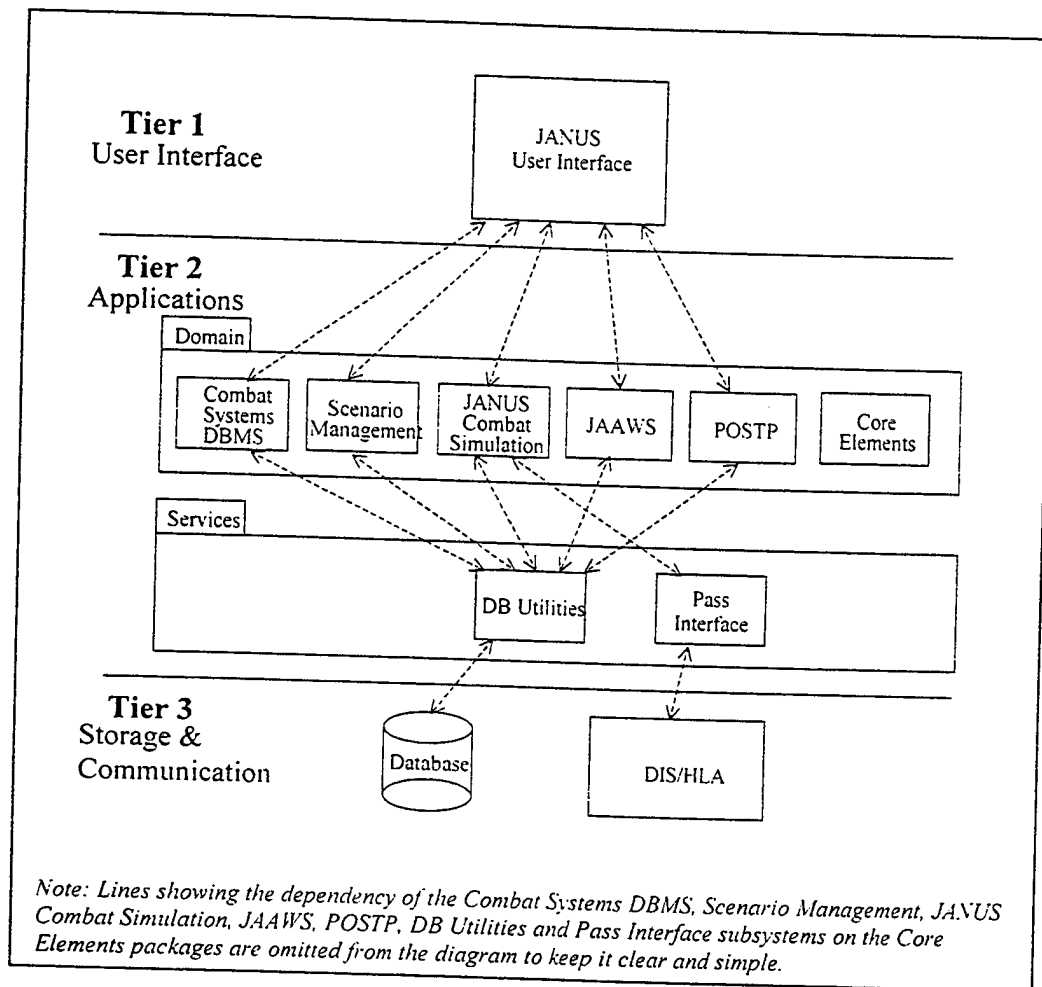 Tier 1
User Interface
JANUS
User Interface
Tier 2
Applications
Domain
Combat
Systems
DBMS
Scenario
Management
JANUS
Combat
Simulation
JAAWS
POSTP
Core
Elements
Services
DB Utilities
Pass
Interface
Tier 3
Storage &
Communication
Database
DIS/HLA
Note: Lines showing the dependency of the Combat Systems DBMS, Scenario Management, JANUS
Combat Simulation, JAAWS, POSTP, DB Utilities and Pass Interface subsystems on the Core
Elements packages are omitted from the diagram to keep it clear and simple.